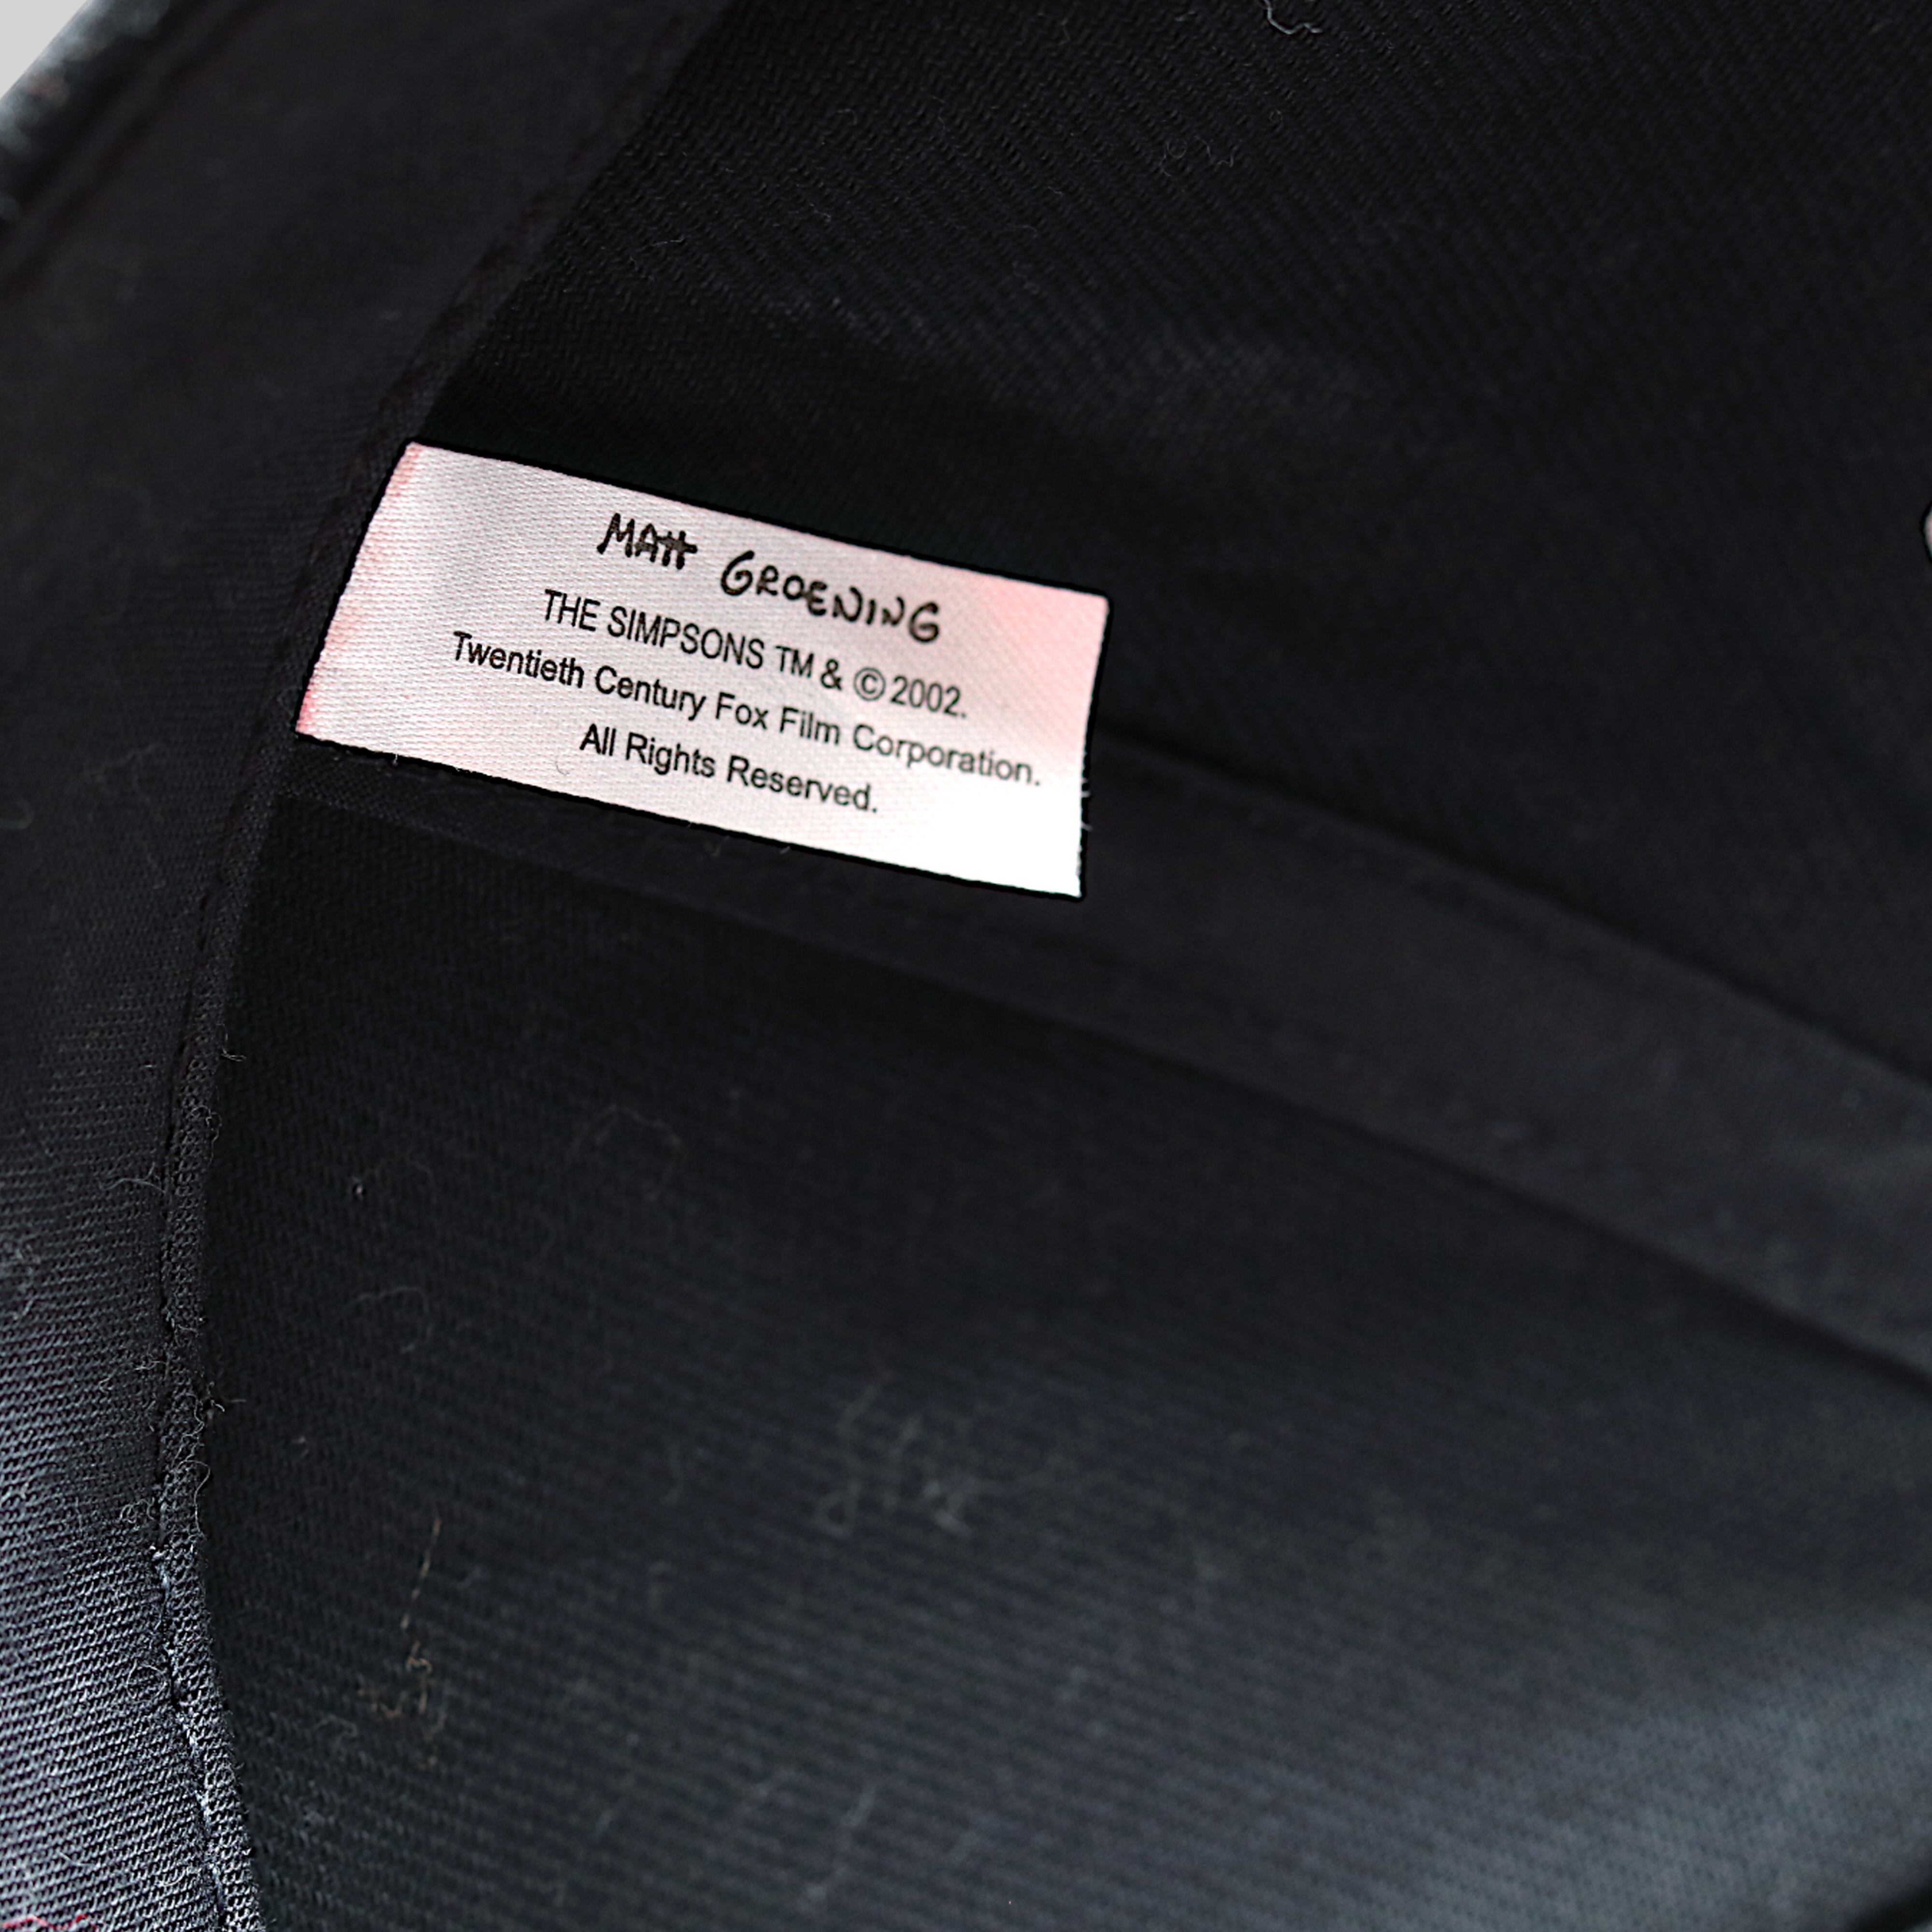 MATT GROENING
THE SIMPSONS TM & © 2002.
Twentieth Century Fox Film Corporation.
All Rights Reserved.